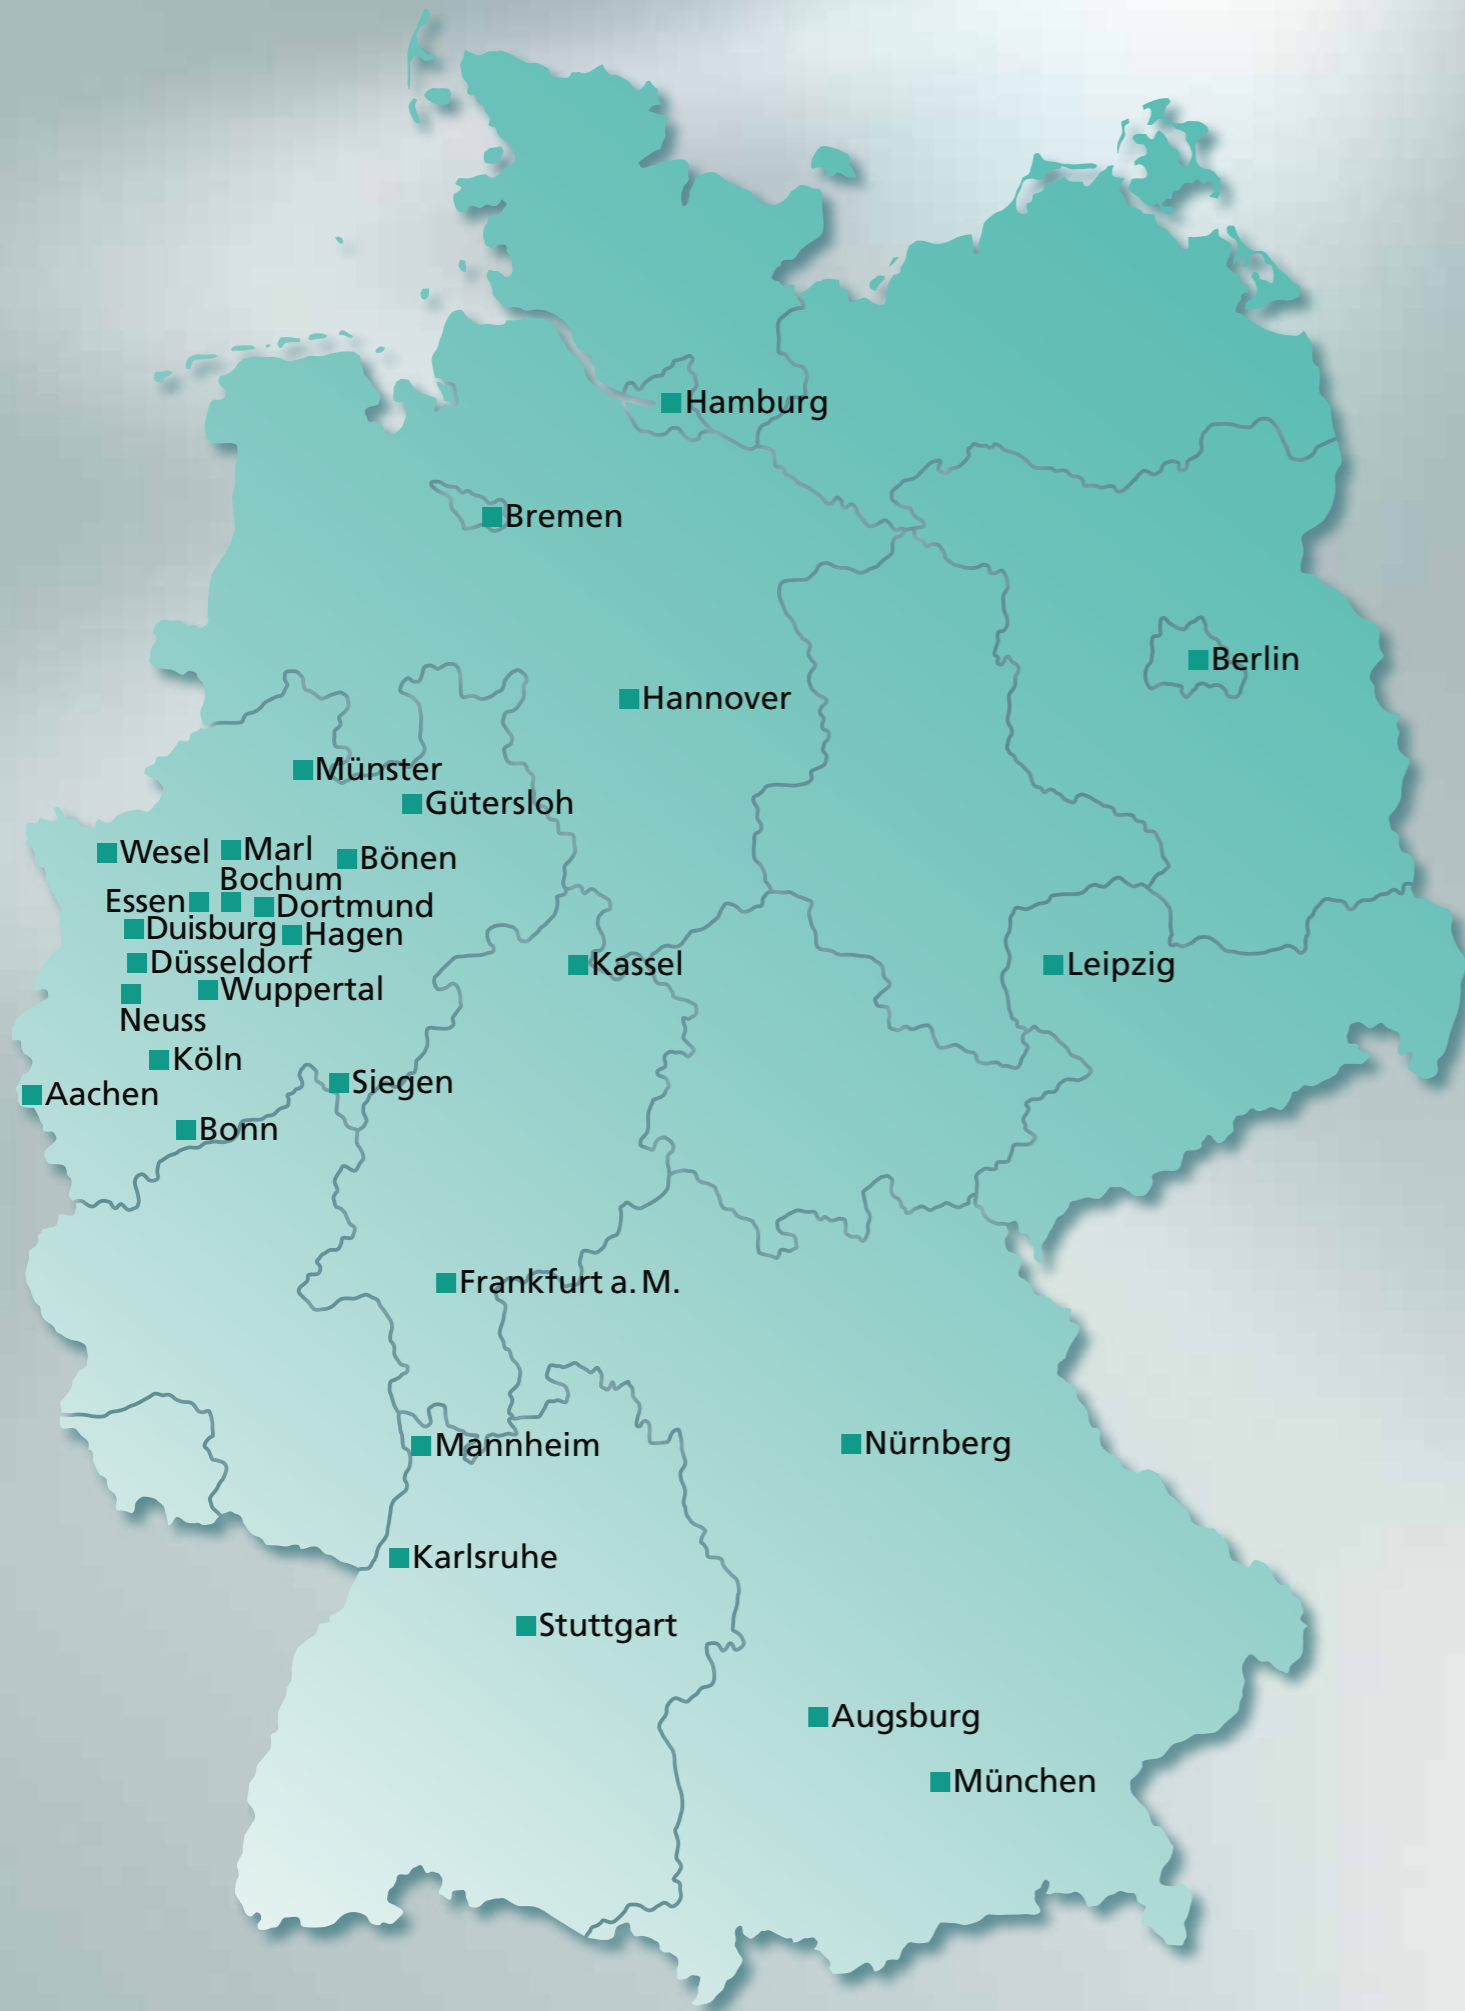 Hamburg
Bremen
Berlin
Hannover
Münster
Gütersloh
Wesel
Marl
Bönen
Bochum
Essen
Dortmund
Duisburg
Hagen
Düsseldorf
Kassel
Leipzig
Wuppertal
Neuss
Köln
Siegen
Aachen
Bonn
Frankfurt a. M.
Mannheim
Nürnberg
Karlsruhe
Stuttgart
Augsburg
München